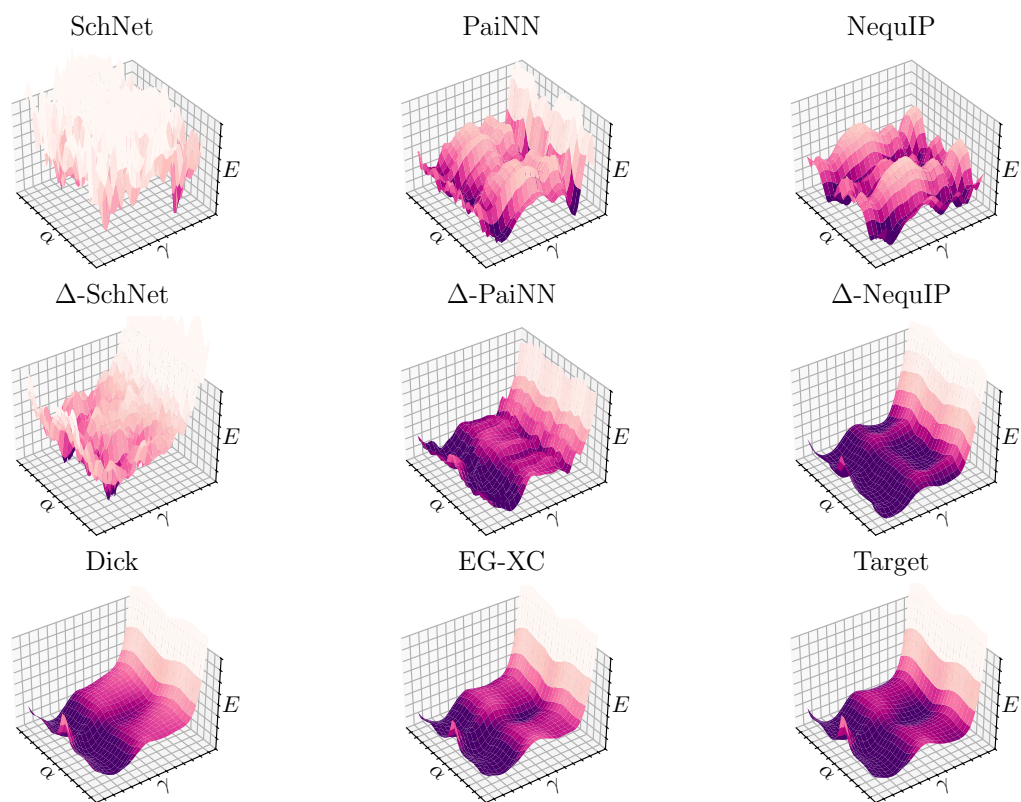 SchNet
PaiNN
NequIP
E
α
γ
E
α
γ
E
α
γ
Δ-SchNet
Δ-PaiNN
Δ-NequIP
E
α
γ
E
α
γ
E
α
γ
Dick
EG-XC
Target
E
α
γ
E
α
γ
E
α
γ